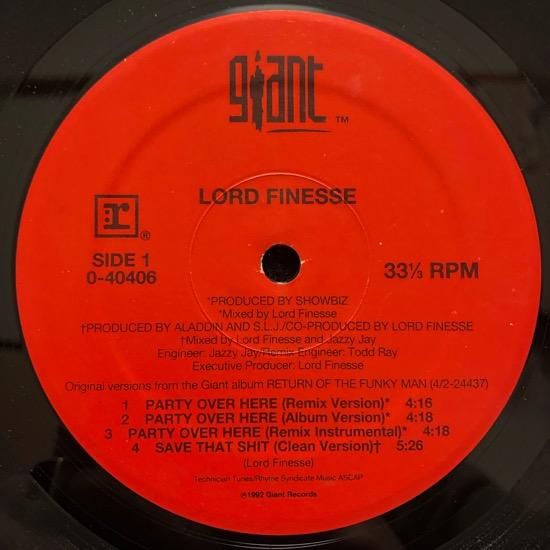 giant
TM
LORD FINESSE
r
®
SIDE 1
0-40406
33⅓ RPM
*PRODUCED BY SHOWBIZ
*Mixed by Lord Finesse
†PRODUCED BY ALADDIN AND S.L.J./CO-PRODUCED BY LORD FINESSE
†Mixed by Lord Finesse and Jazzy Jay
Engineer: Jazzy Jay/Remix Engineer: Todd Ray
Executive Producer: Lord Finesse
Original versions from the Giant album RETURN OF THE FUNKY MAN (4/2-24437)
1 PARTY OVER HERE (Remix Version)* 4:16
2 PARTY OVER HERE (Album Version)* 4:18
3 PARTY OVER HERE (Remix Instrumental)* 4:18
4 SAVE THAT SHIT (Clean Version)† 5:26
(Lord Finesse)
Technician Tunes/Rhyme Syndicate Music ASCAP
℗1992 Giant Records